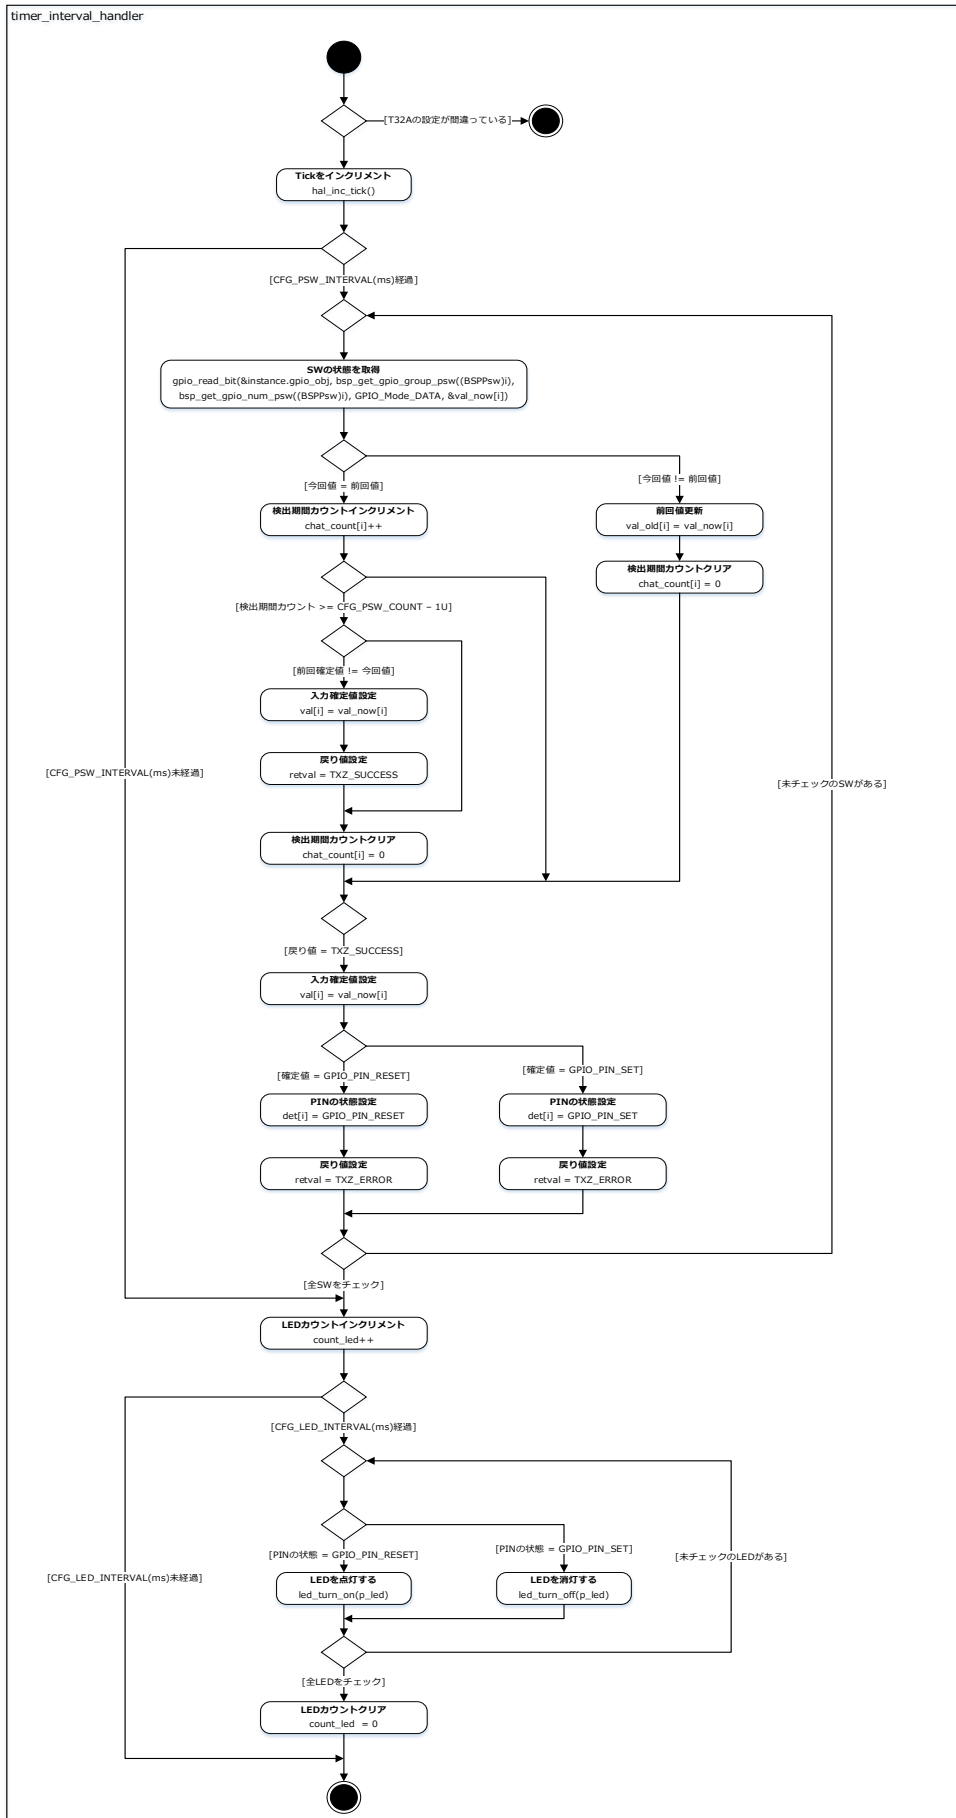 timer_interval_handler
[T32Aの設定が間違っている]
Tickをインクリメント
hal_inc_tick()
[CFG_PSW_INTERVAL(ms)経過]
SWの状態を取得
gpio_read_bit(&instance.gpio_obj, bsp_get_gpio_group_psw((BSPPsw)i),
bsp_get_gpio_num_psw((BSPPsw)i), GPIO_Mode_DATA, &val_now[i])
[今回値 = 前回値]
[今回値 != 前回値]
検出期間カウントインクリメント
chat_count[i]++
前回値更新
val_old[i] = val_now[i]
検出期間カウントクリア
chat_count[i] = 0
[検出期間カウント >= CFG_PSW_COUNT – 1U]
[前回確定値 != 今回値]
入力確定値設定
val[i] = val_now[i]
戻り値設定
retval = TXZ_SUCCESS
[CFG_PSW_INTERVAL(ms)未経過]
[未チェックのSWがある]
検出期間カウントクリア
chat_count[i] = 0
[戻り値 = TXZ_SUCCESS]
入力確定値設定
val[i] = val_now[i]
[確定値 = GPIO_PIN_RESET]
[確定値 = GPIO_PIN_SET]
PINの状態設定
det[i] = GPIO_PIN_RESET
PINの状態設定
det[i] = GPIO_PIN_SET
戻り値設定
retval = TXZ_ERROR
戻り値設定
retval = TXZ_ERROR
[全SWをチェック]
LEDカウントインクリメント
count_led++
[CFG_LED_INTERVAL(ms)経過]
[PINの状態 = GPIO_PIN_RESET]
[PINの状態 = GPIO_PIN_SET]
[未チェックのLEDがある]
[CFG_LED_INTERVAL(ms)未経過]
LEDを点灯する
led_turn_on(p_led)
LEDを消灯する
led_turn_off(p_led)
[全LEDをチェック]
LEDカウントクリア
count_led = 0